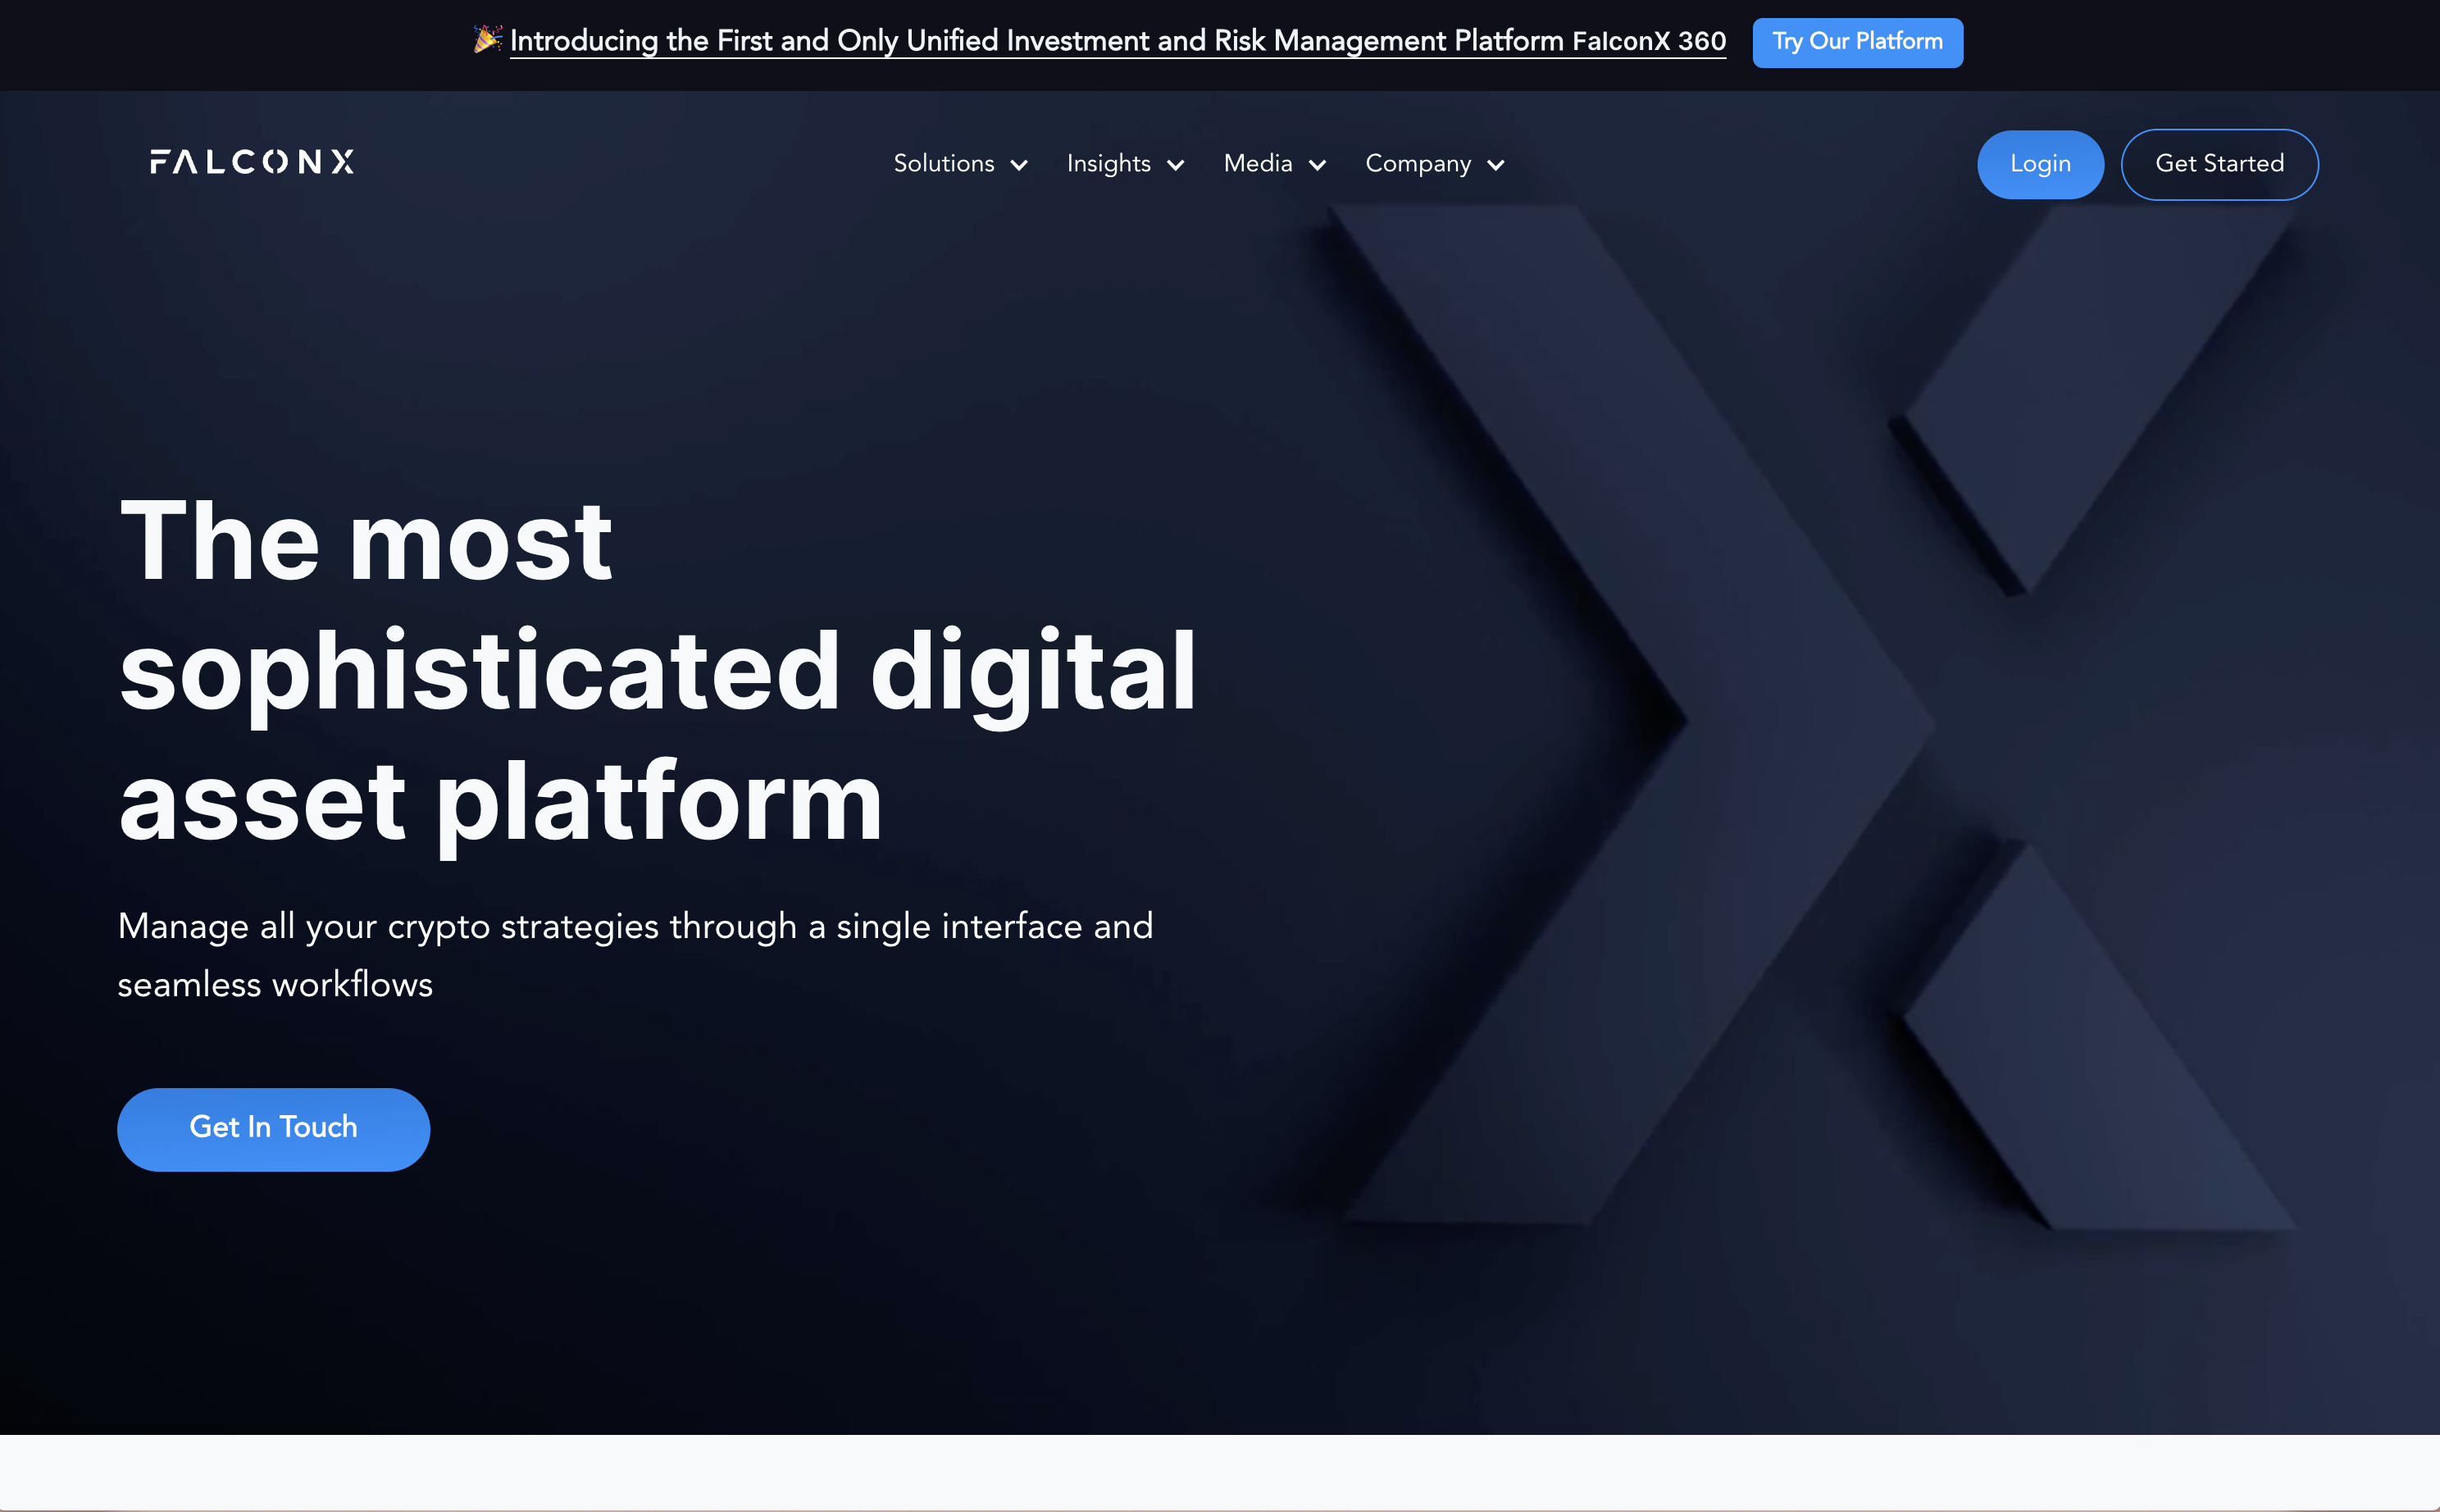 🎉 Introducing the First and Only Unified Investment and Risk Management Platform FalconX 360
Try Our Platform
FALCONX
Solutions
Insights
Media
Company
Login
Get Started
The most
sophisticated digital
asset platform
Manage all your crypto strategies through a single interface and
seamless workflows
Get In Touch